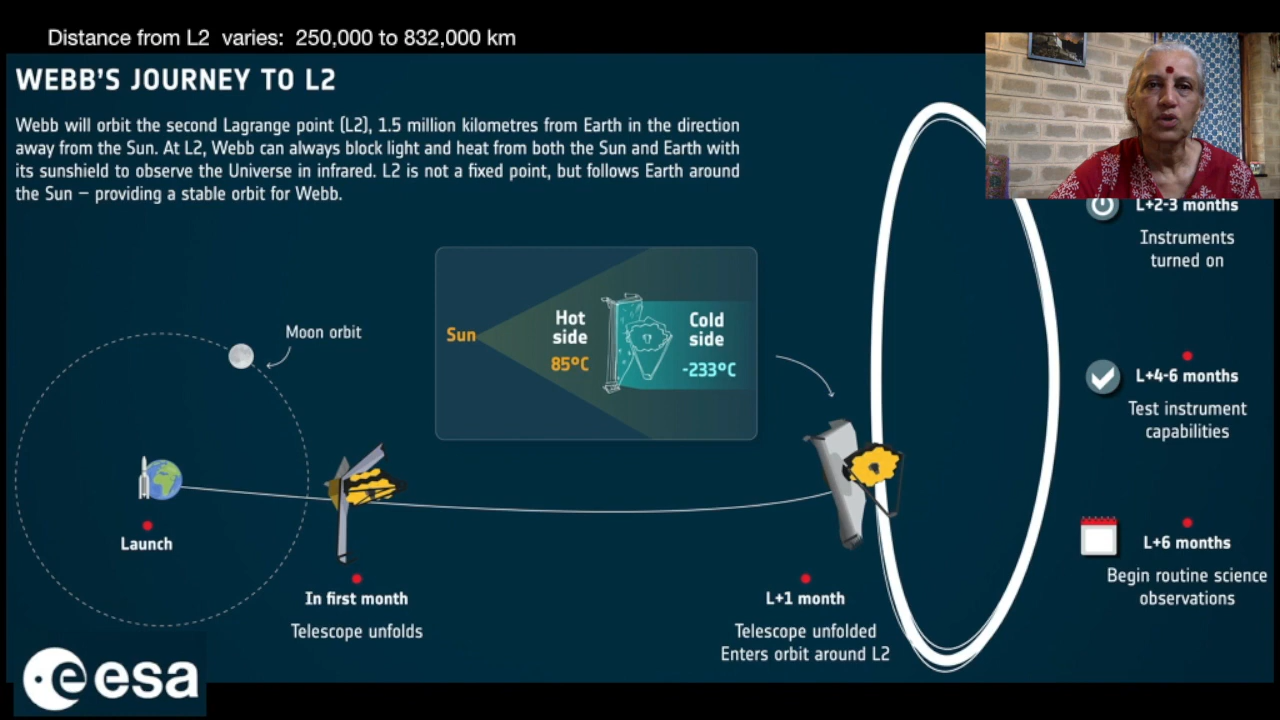 Distance from L2 varies: 250,000 to 832,000 km
WEBB'S JOURNEY TO L2
Webb will orbit the second Lagrange point (L2), 1.5 million kilometres from Earth in the direction
away from the Sun. At L2, Webb can always block light and heat from both the Sun and Earth with
its sunshield to observe the Universe in infrared. L2 is not a fixed point, but follows Earth around
the Sun – providing a stable orbit for Webb.
L+2-3 months
Instruments
turned on
Moon orbit
Sun
Hot
side
85°C
Cold
side
-233°C
L+4-6 months
Test instrument
capabilities
Launch
In first month
Telescope unfolds
L+1 month
Telescope unfolded
Enters orbit around L2
L+6 months
Begin routine science
observations
esa